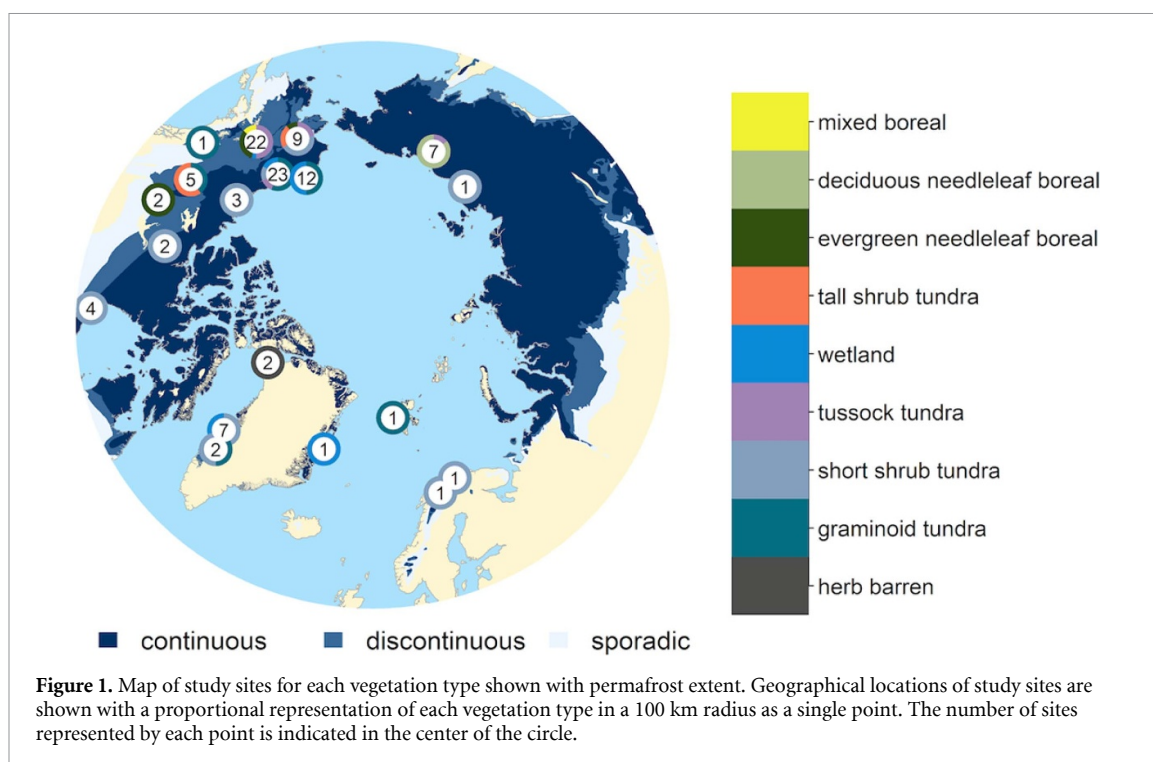 1
22
9
7
5
23
12
1
2
3
2
4
2
7
1
2
1
1
1
mixed boreal
deciduous needleleaf boreal
evergreen needleleaf boreal
tall shrub tundra
wetland
tussock tundra
short shrub tundra
graminoid tundra
herb barren
continuous discontinuous sporadic
Figure 1. Map of study sites for each vegetation type shown with permafrost extent. Geographical locations of study sites are
shown with a proportional representation of each vegetation type in a 100 km radius as a single point. The number of sites
represented by each point is indicated in the center of the circle.